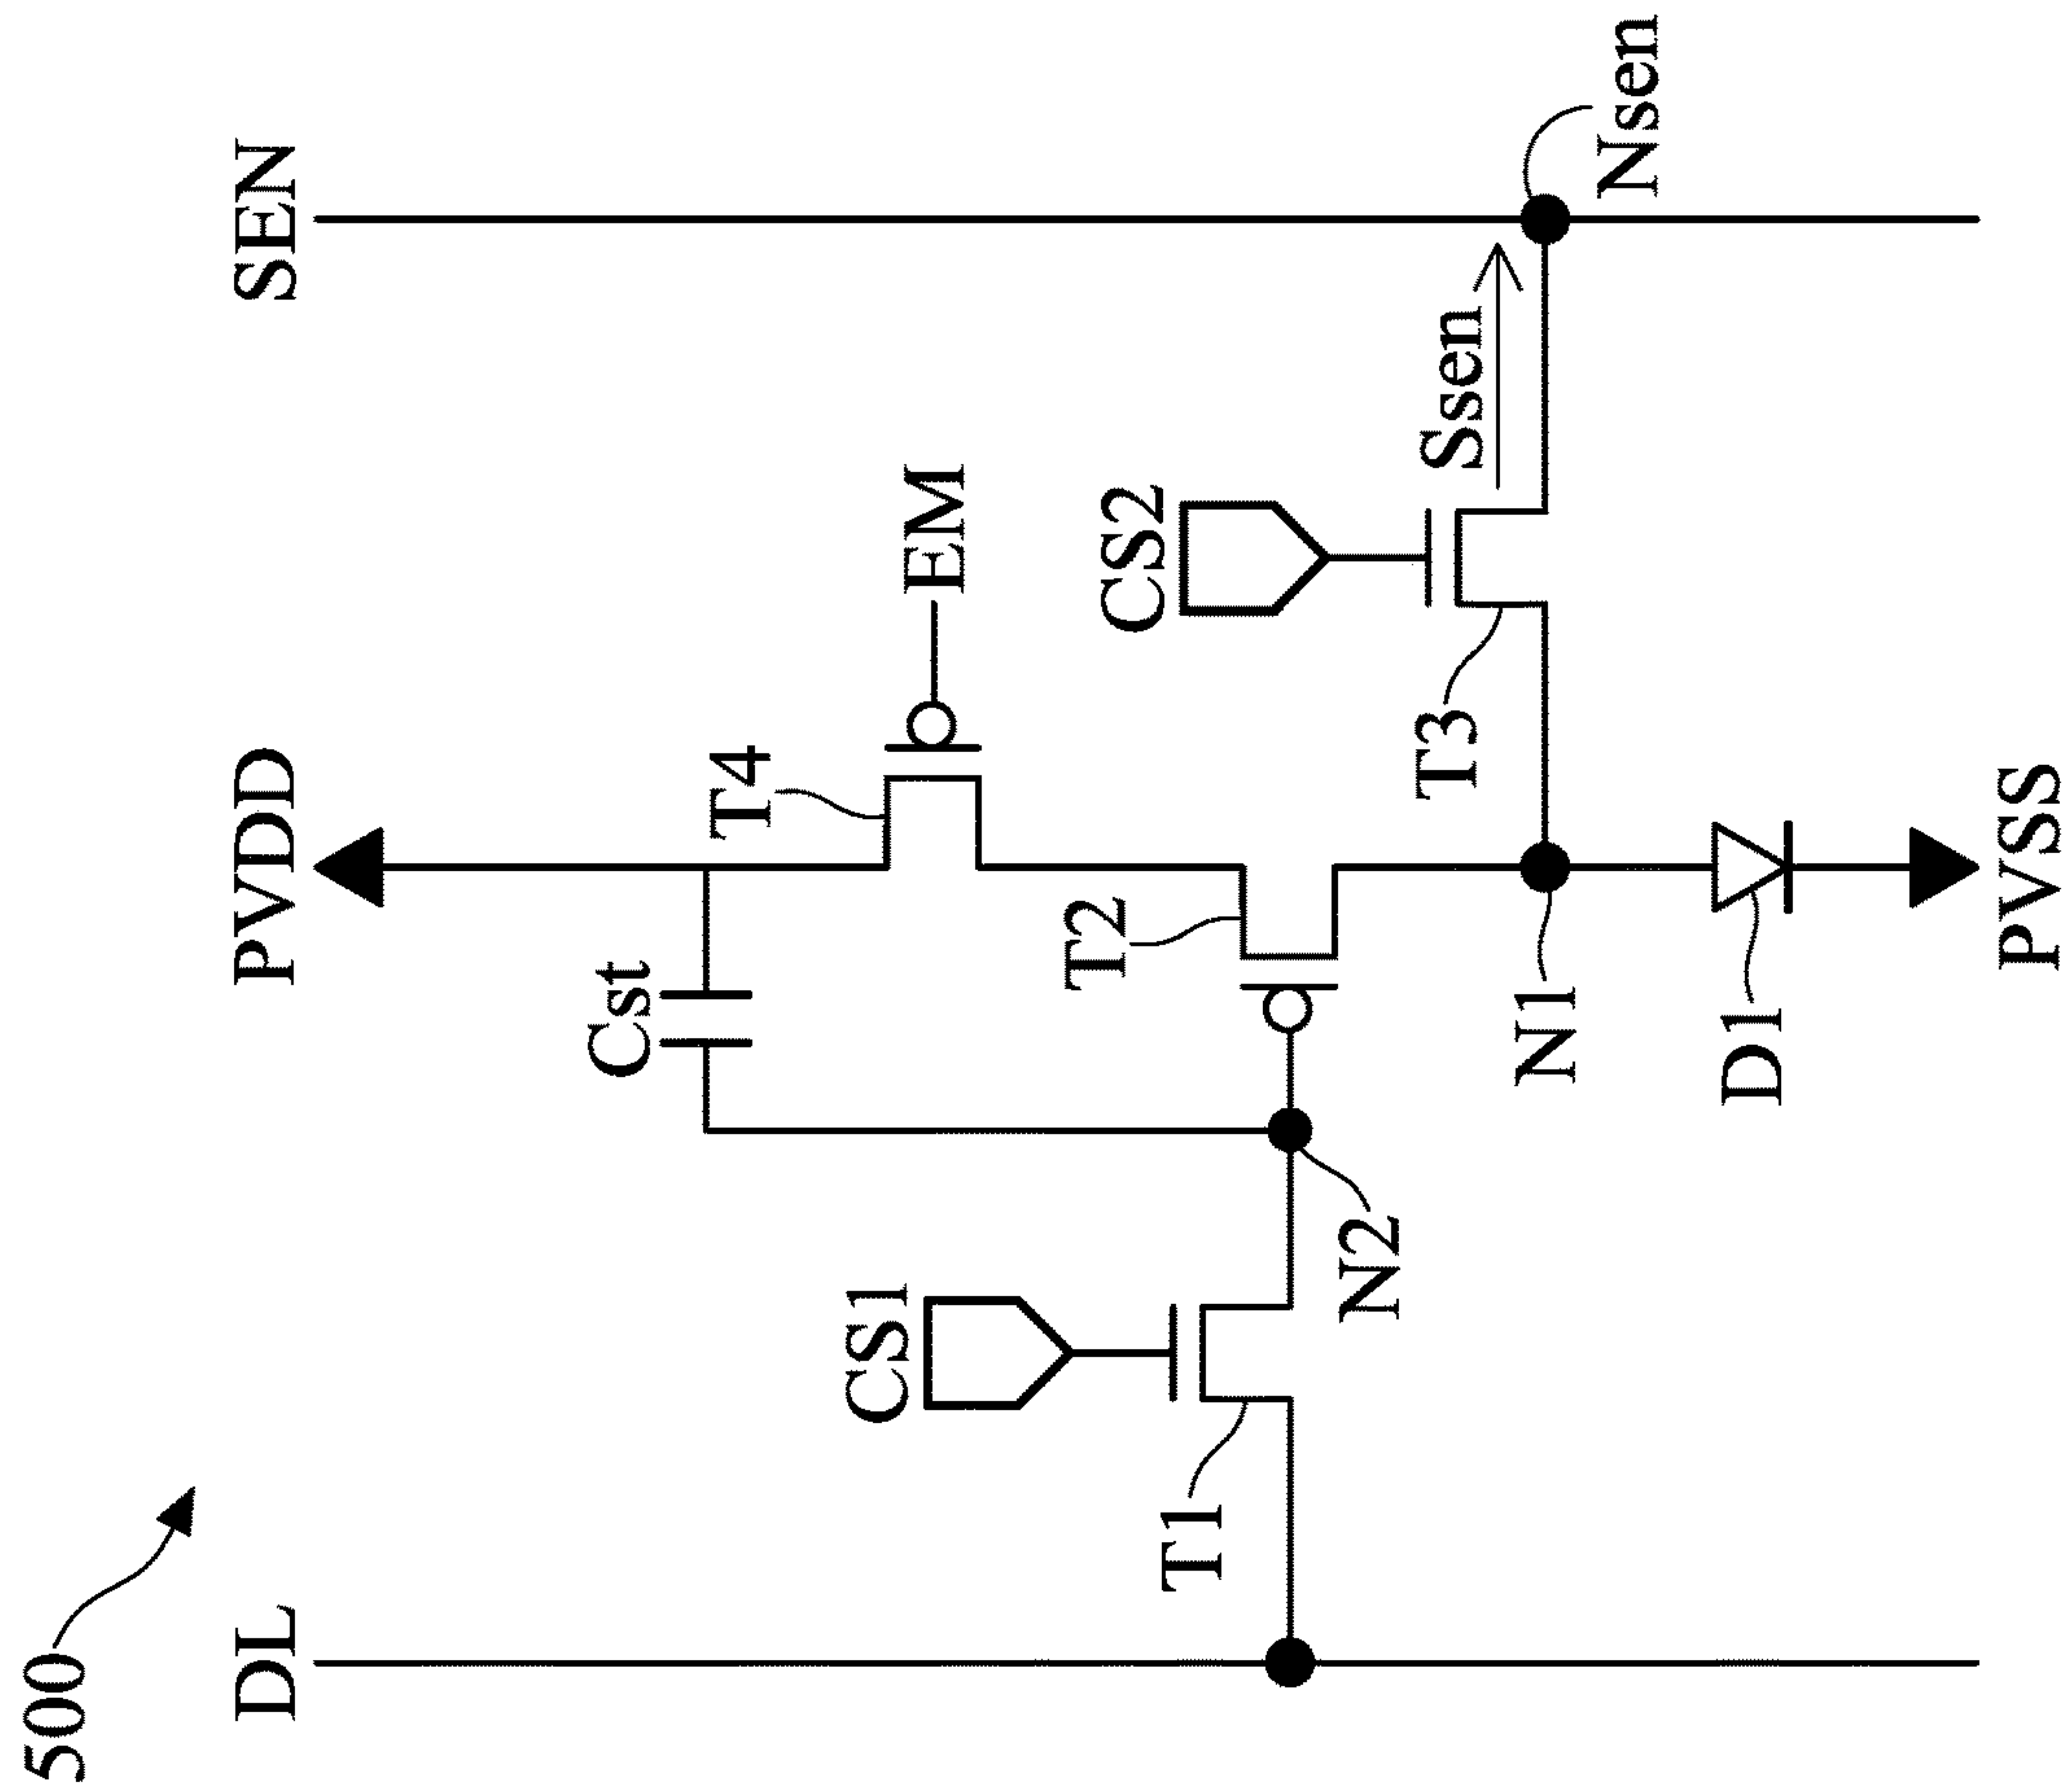 500
DL
PVDD
SEN
Cst
T4
EM
CS1
T2
CS2
T1
N2
T3
Ssen
N1
Nsen
D1
PVSS